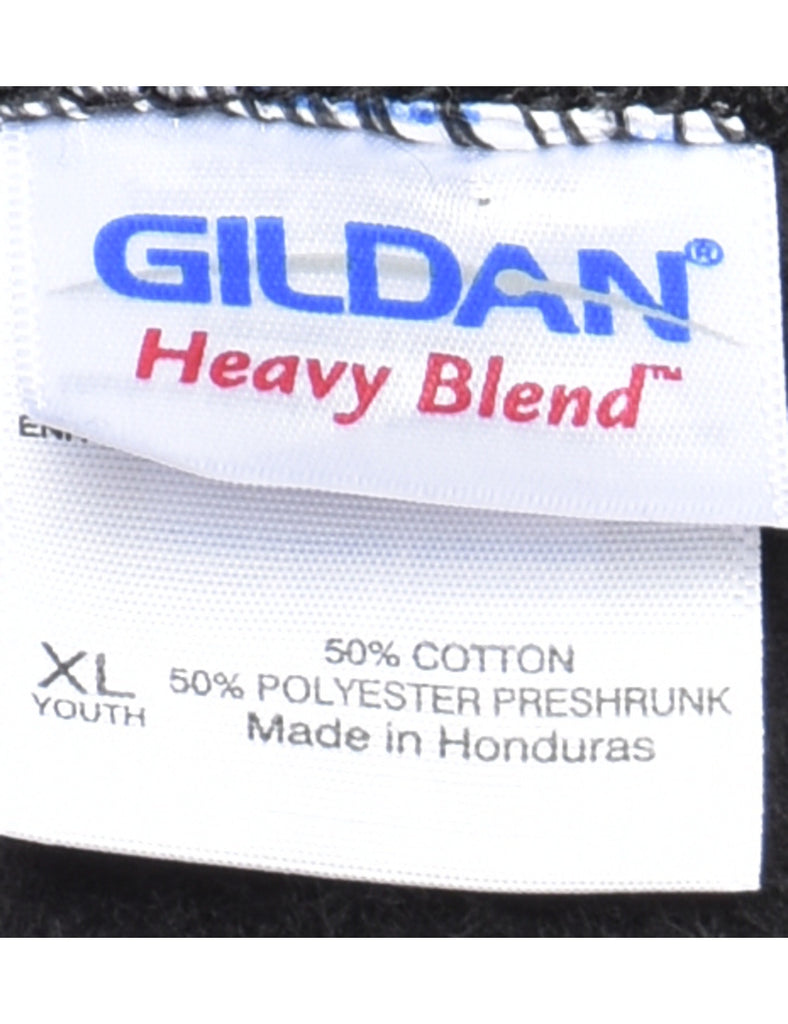 GILDAN®
Heavy Blend™
XL
YOUTH
50% COTTON
50% POLYESTER PRESHRUNK
Made in Honduras